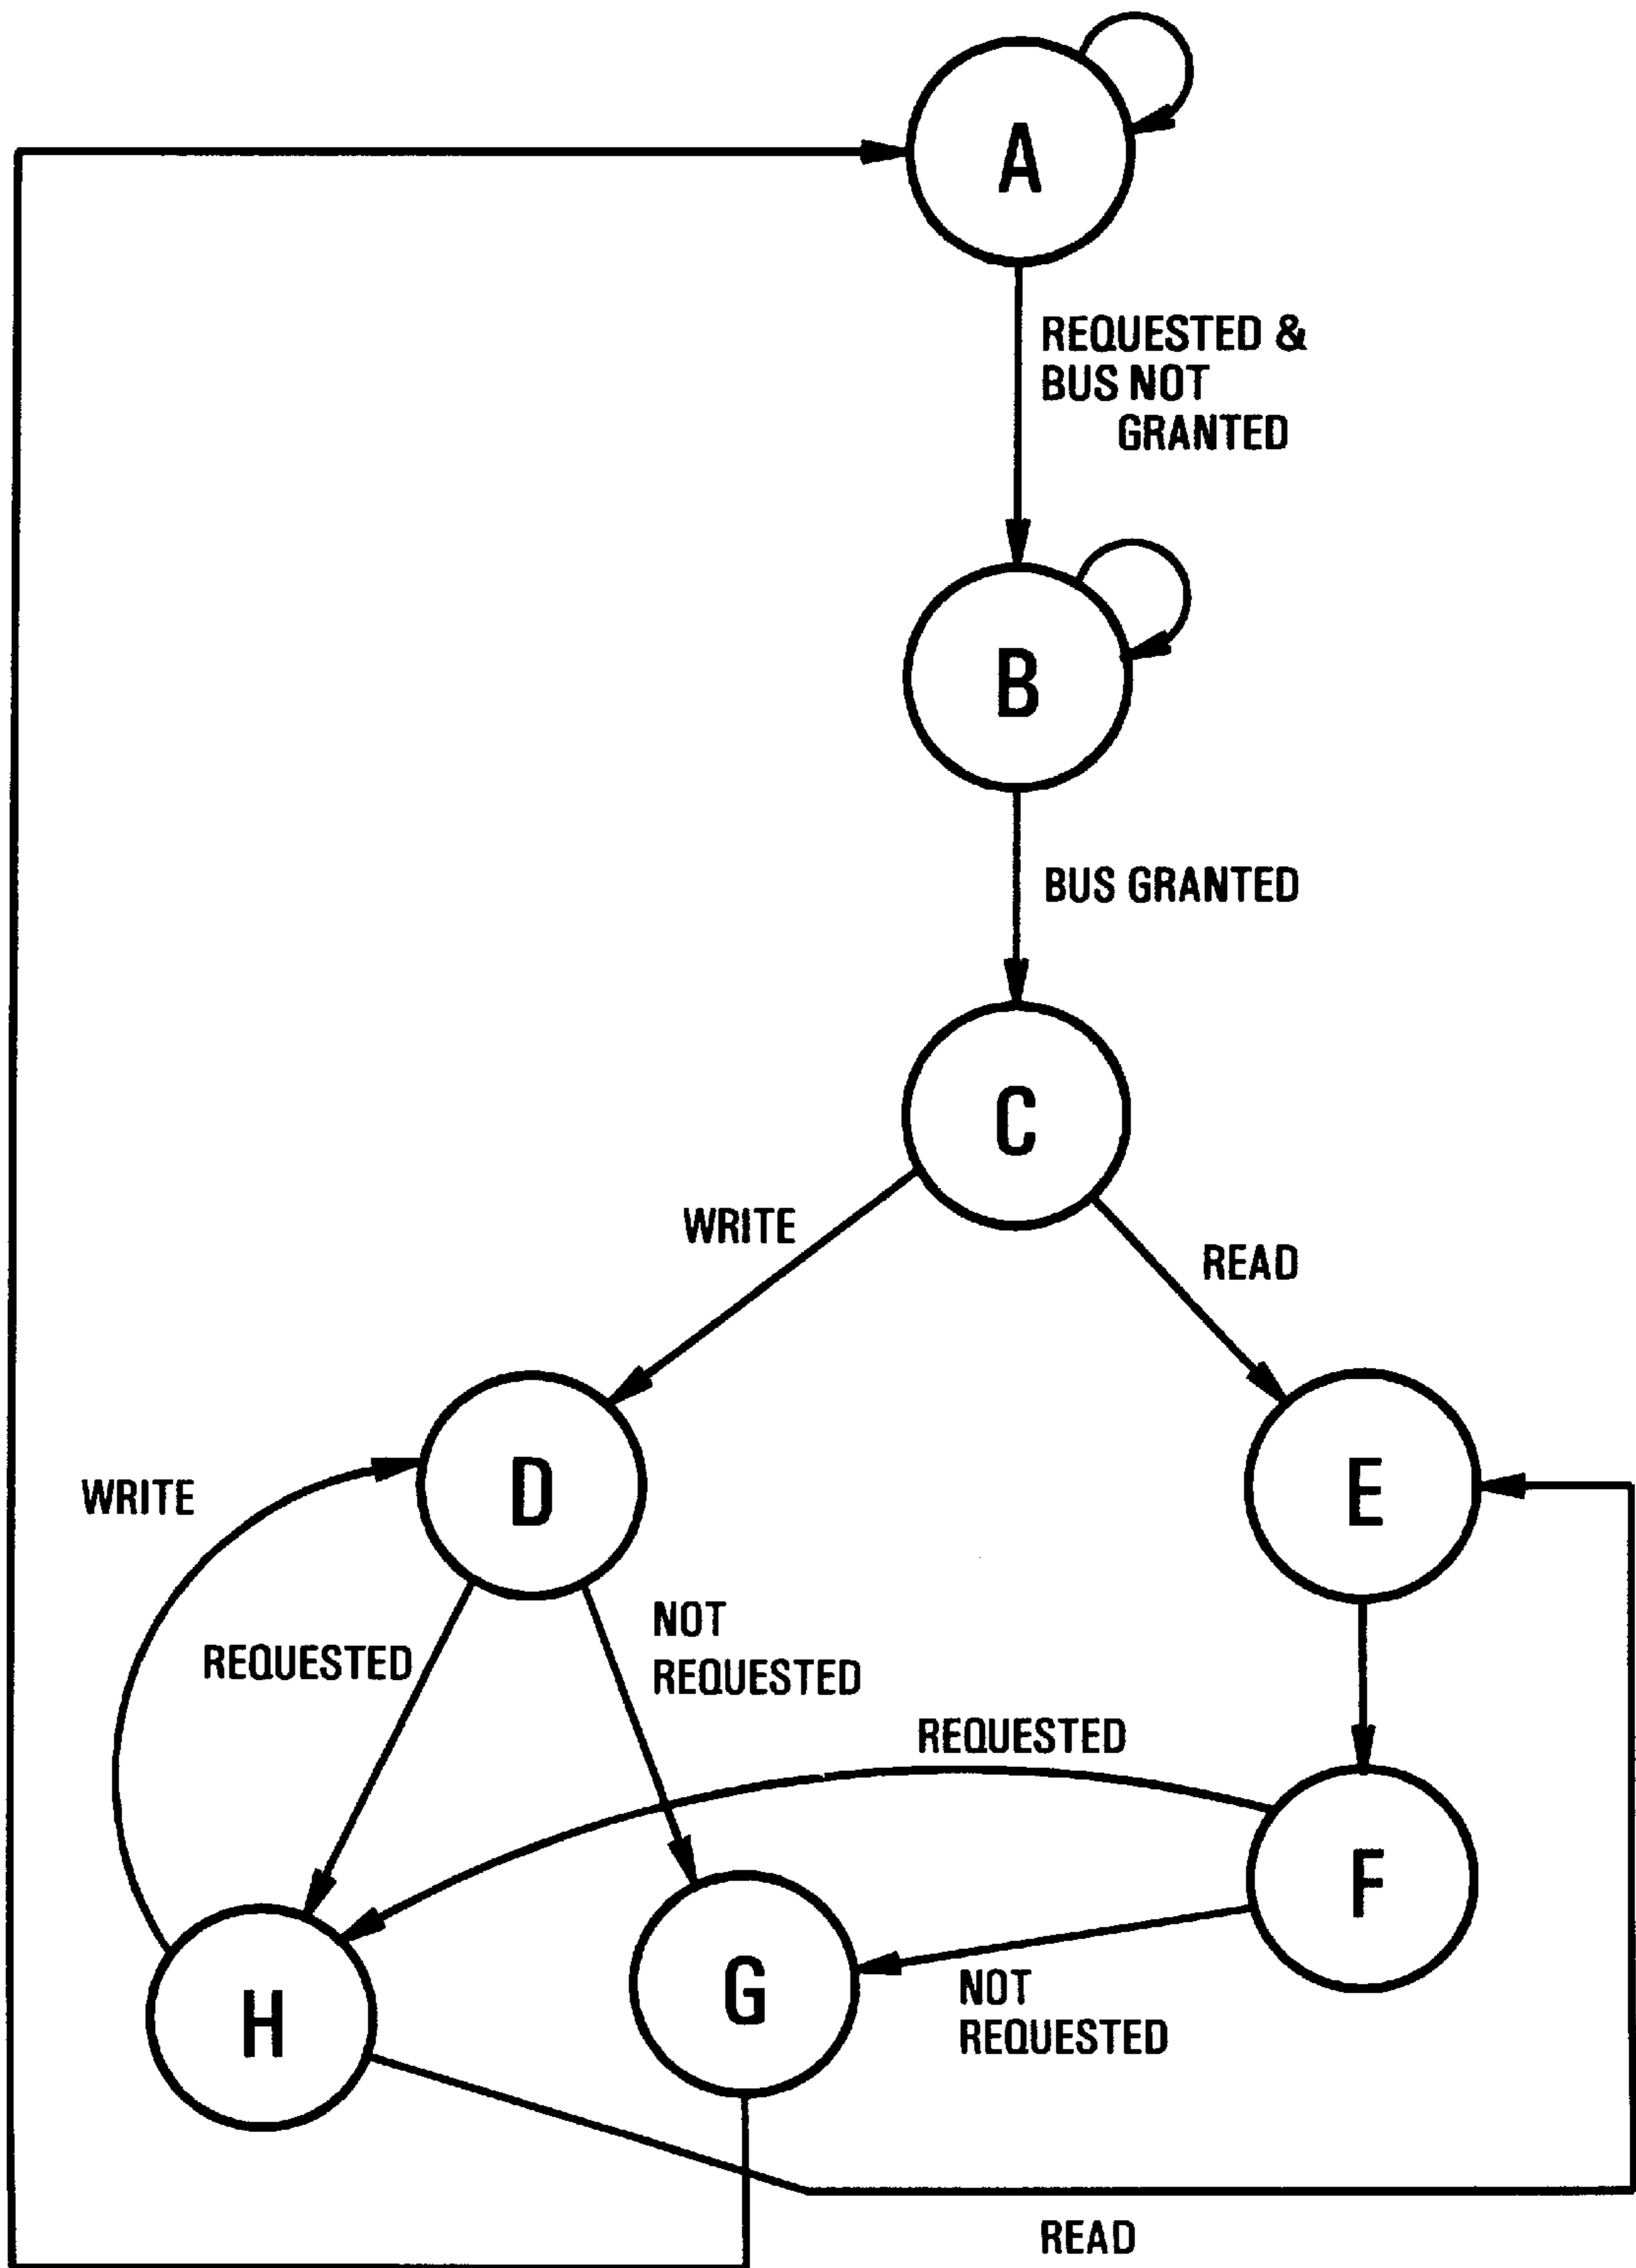 A
REQUESTED &
BUS NOT
GRANTED
B
BUS GRANTED
C
WRITE
READ
D
E
WRITE
NOT
REQUESTED
REQUESTED
REQUESTED
F
G
H
NOT
REQUESTED
READ